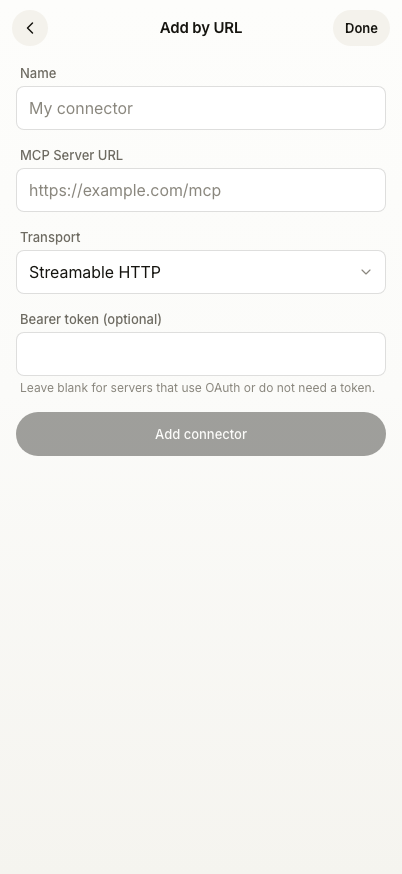 Add by URL
Done
Name
My connector
MCP Server URL
https://example.com/mcp
Transport
Streamable HTTP
Bearer token (optional)
Leave blank for servers that use OAuth or do not need a token.
Add connector